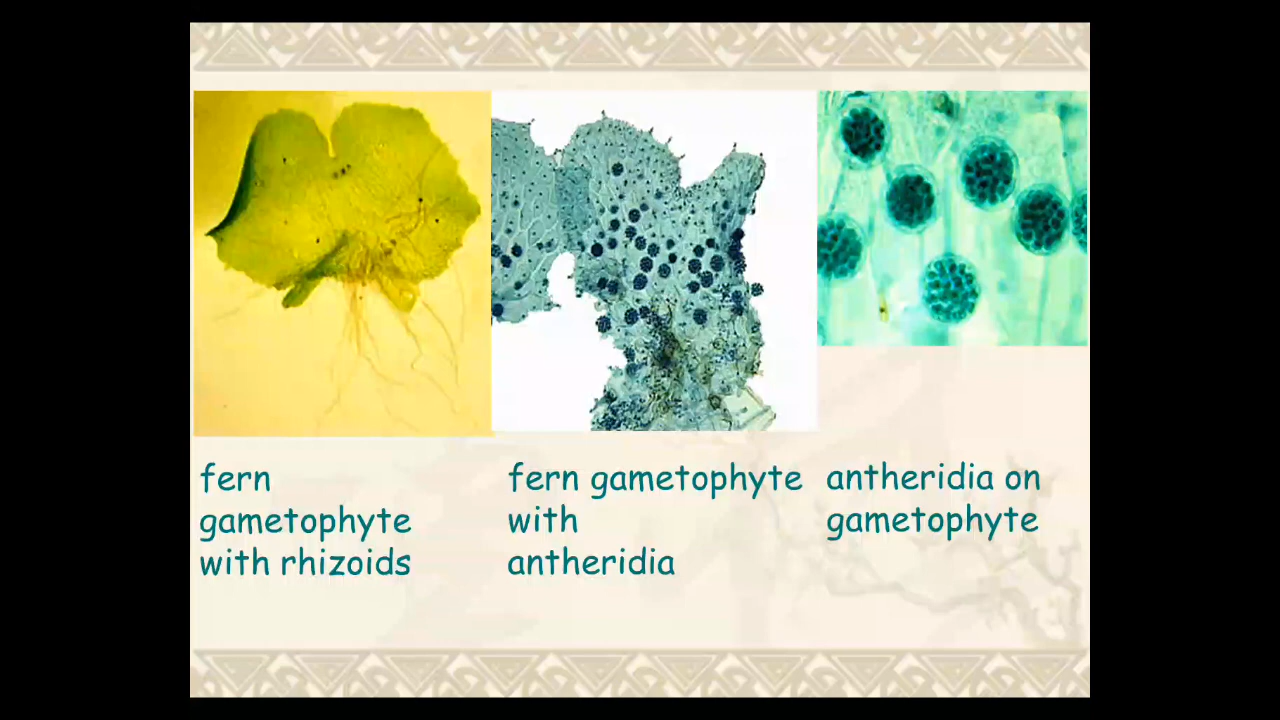 fern
gametophyte
with rhizoids
fern gametophyte
with
antheridia
antheridia on
gametophyte